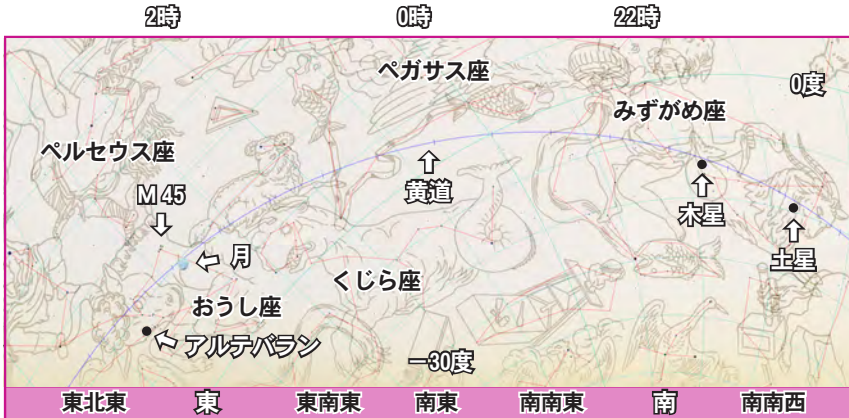 2時 0時 22時
ペガサス座
0度
みずがめ座
ペルセウス座
M 45
黄道
木星
月
土星
くじら座
おうし座
アルデバラン
－30度
東北東 東 東南東 南東 南南東 南 南南西